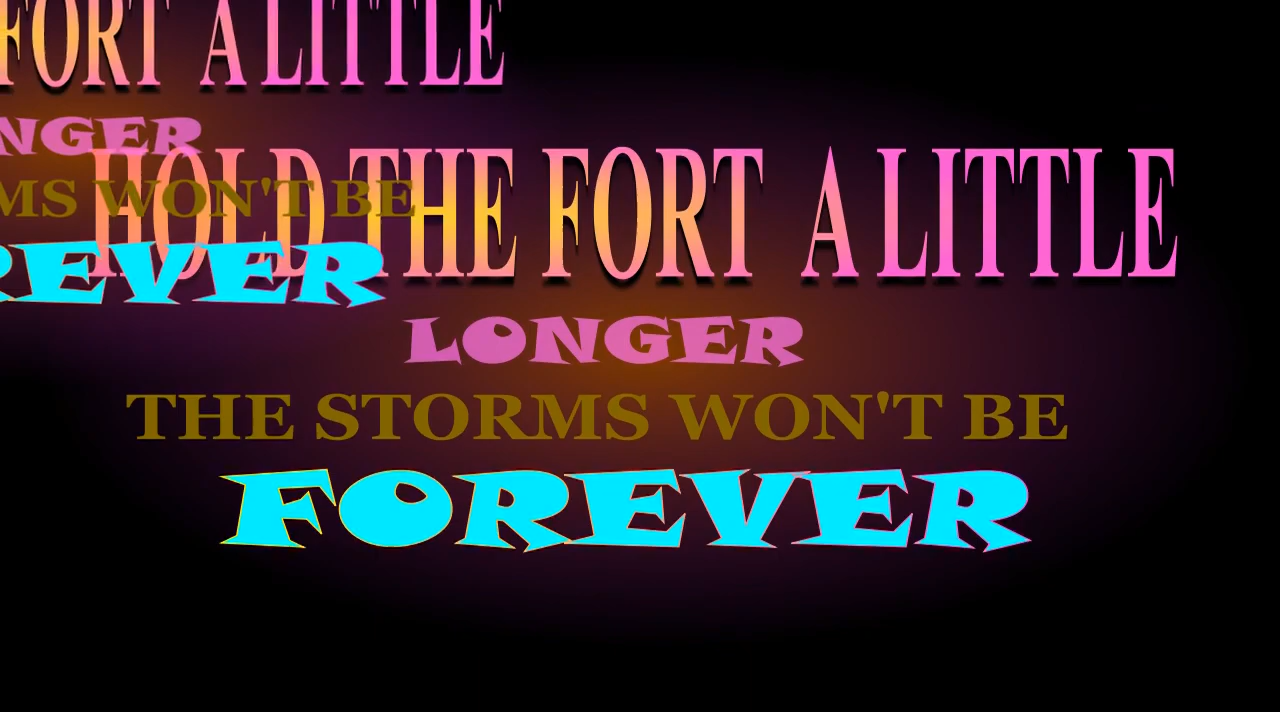 FORT A LITTLE
NGER
MS WON'T BE
REVER
HOLD THE FORT A LITTLE
LONGER
THE STORMS WON'T BE
FOREVER